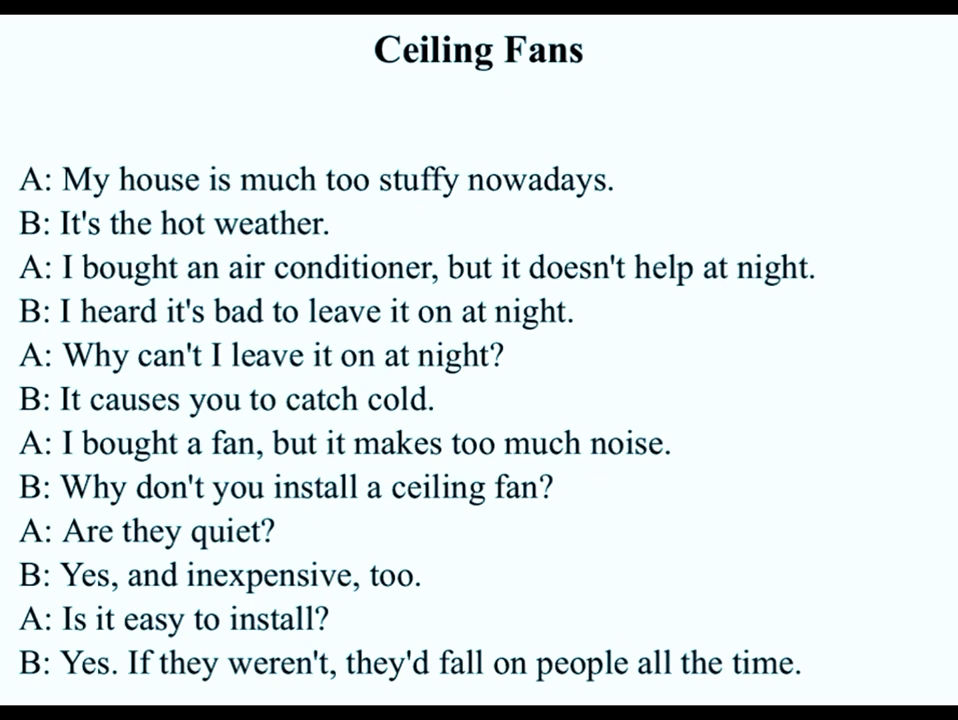 Ceiling Fans
A: My house is much too stuffy nowadays.
B: It's the hot weather.
A: I bought an air conditioner, but it doesn't help at night.
B: I heard it's bad to leave it on at night.
A: Why can't I leave it on at night?
B: It causes you to catch cold.
A: I bought a fan, but it makes too much noise.
B: Why don't you install a ceiling fan?
A: Are they quiet?
B: Yes, and inexpensive, too.
A: Is it easy to install?
B: Yes. If they weren't, they'd fall on people all the time.